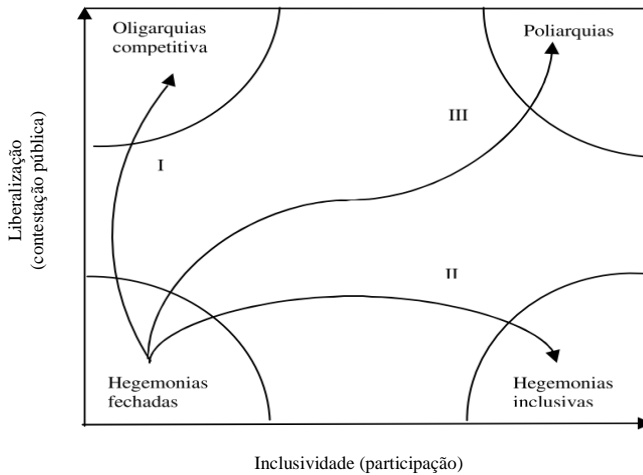 Oligarquias
competitiva
Poliarquias
III
I
Liberalização
(contestação pública)
II
Hegemonias
fechadas
Hegemonias
inclusivas
Inclusividade (participação)